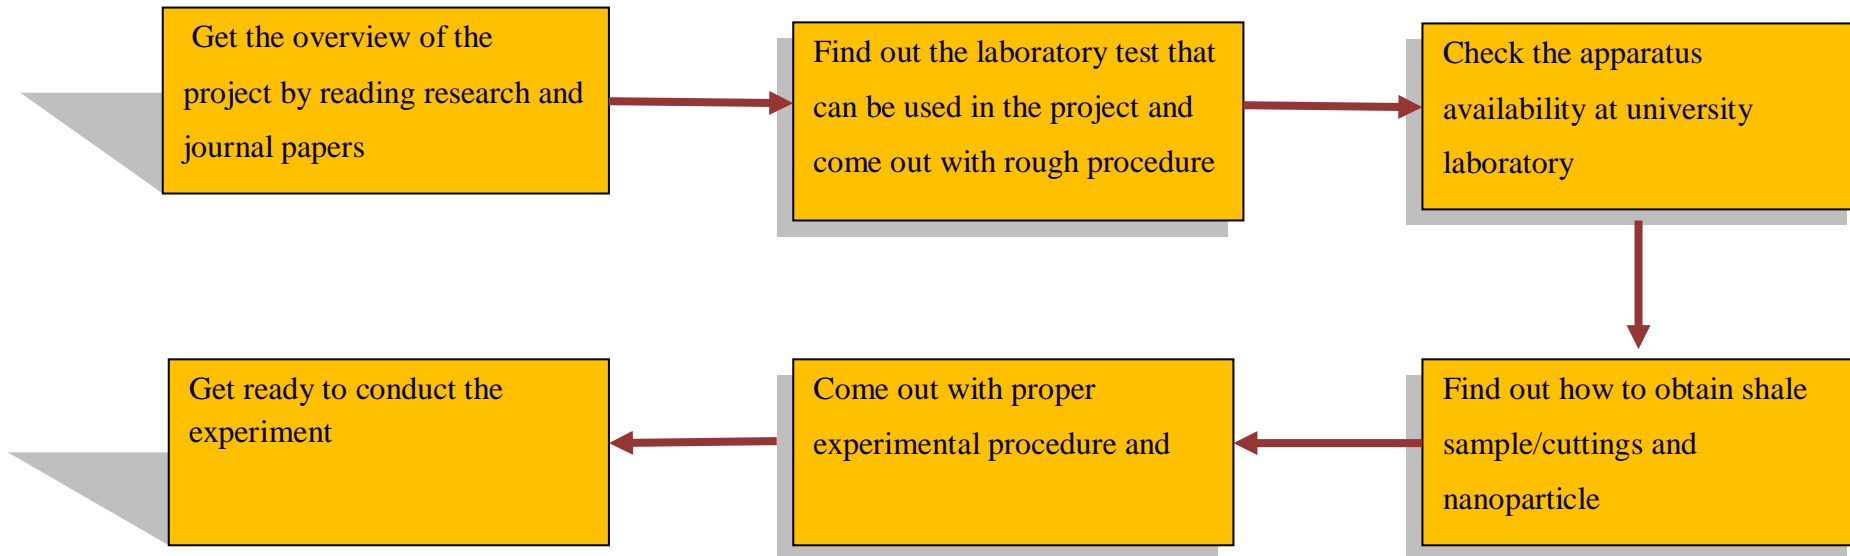 Get the overview of the
project by reading research and
journal papers
Find out the laboratory test that
can be used in the project and
come out with rough procedure
Check the apparatus
availability at university
laboratory
Find out how to obtain shale
sample/cuttings and
nanoparticle
Come out with proper
experimental procedure and
Get ready to conduct the
experiment